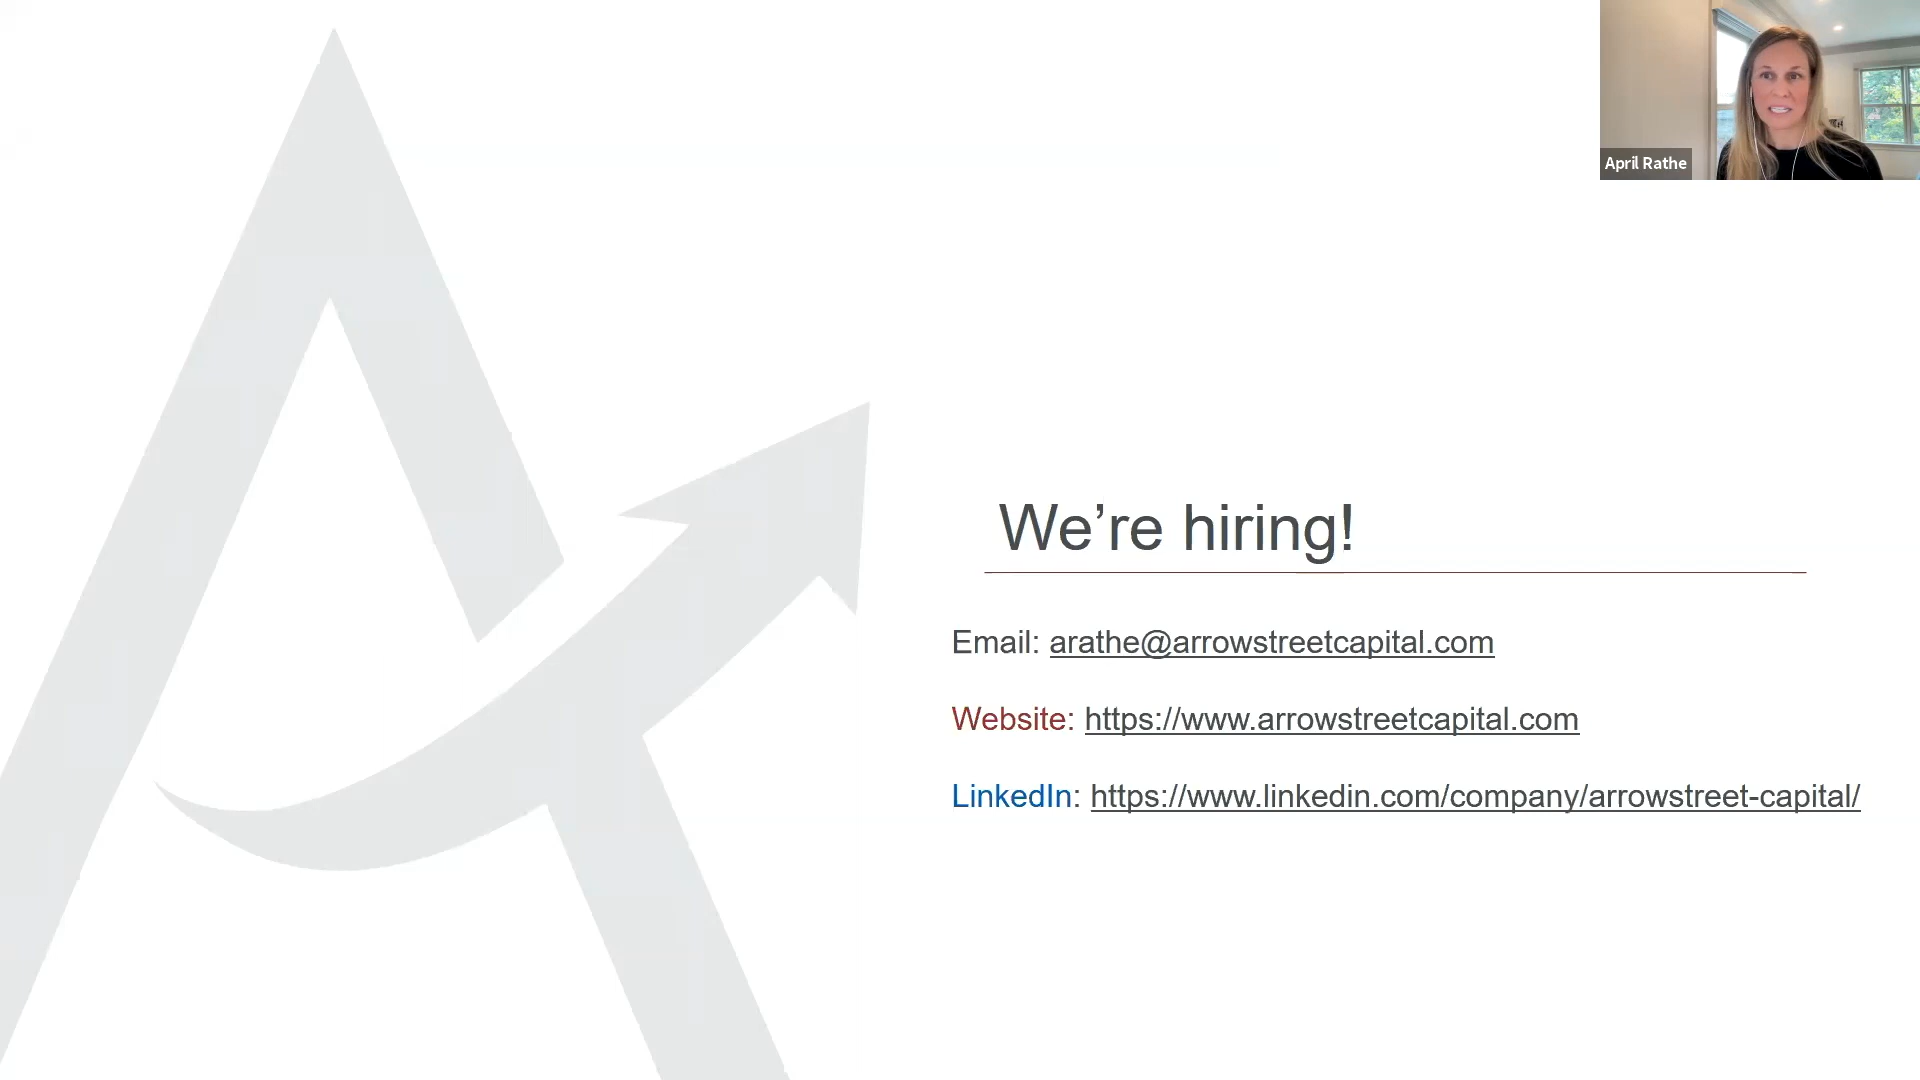 April Rathe
We’re hiring!
Email: arathe@arrowstreetcapital.com
Website: https://www.arrowstreetcapital.com
LinkedIn: https://www.linkedin.com/company/arrowstreet-capital/